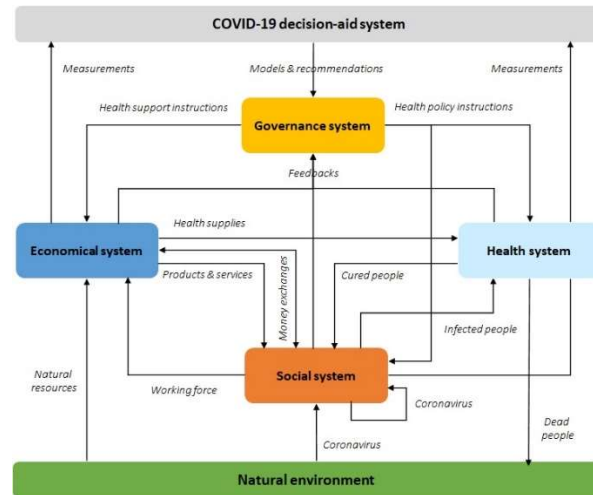 COVID-19 decision-aid system
Measurements
Models & recommendations
Measurements
Health support instructions
Health policy instructions
Governance system
Feedbacks
Health supplies
Economical system
Health system
Products & services
Money exchanges
Cured people
Infected people
Natural
resources
Working force
Social system
Coronavirus
Dead
people
Coronavirus
Natural environment